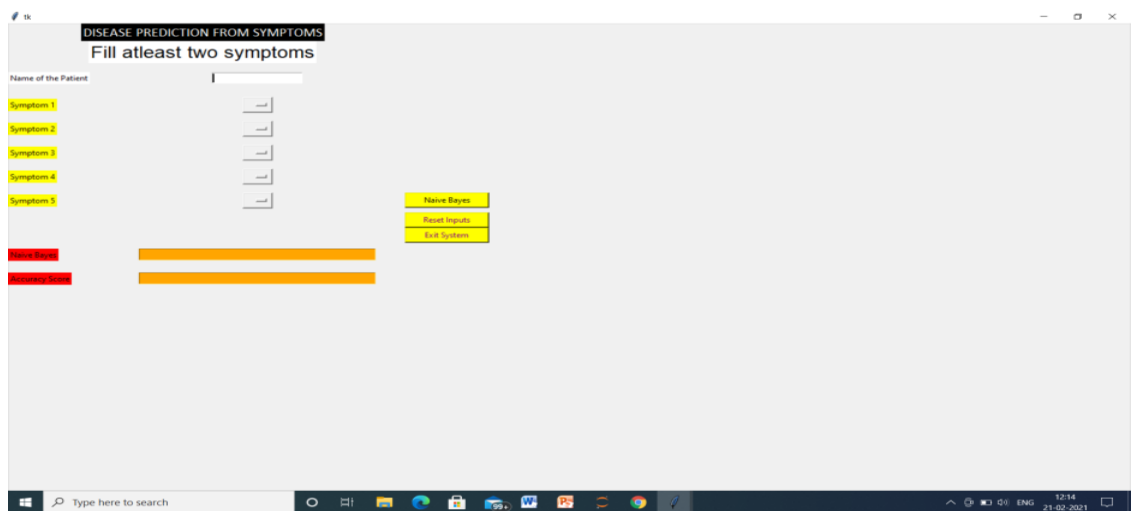 tk
DISEASE PREDICTION FROM SYMPTOMS
Fill atleast two symptoms
Name of the Patient
Symptom 1
Symptom 2
Symptom 3
Symptom 4
Symptom 5
Naive Bayes
Reset Inputs
Exit System
Naive Bayes
Accuracy Score
Type here to search
99+
ENG
12:14
21-02-2021